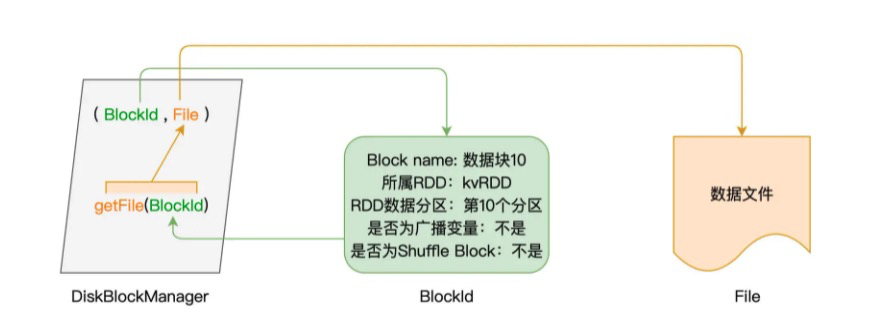 ( BlockId , File )
getFile(BlockId)
DiskBlockManager
Block name: 数据块10
所属RDD：kvRDD
RDD数据分区：第10个分区
是否为广播变量：不是
是否为Shuffle Block：不是
BlockId
数据文件
File